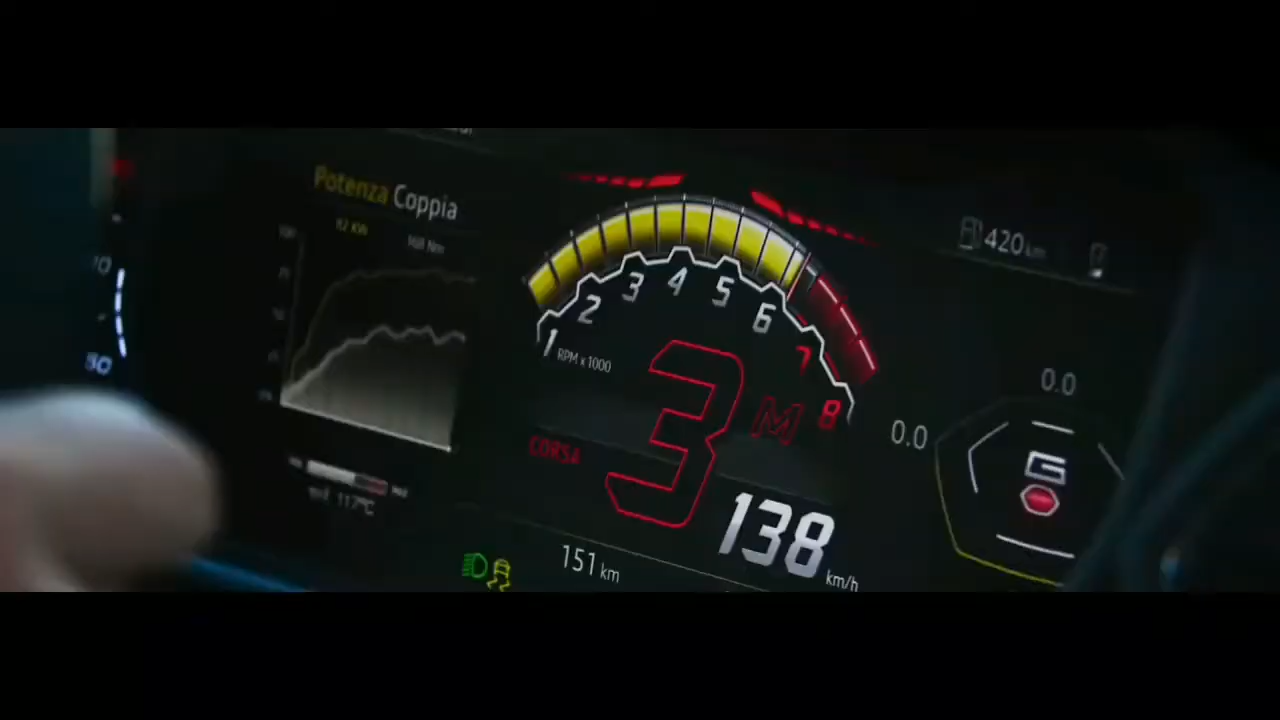 Potenza Coppia
420 km
1 2 3 4 5 6 7 8
RPM x 1000
3 M
CORSA
138 km/h
151 km
0.0
0.0
G
117°C